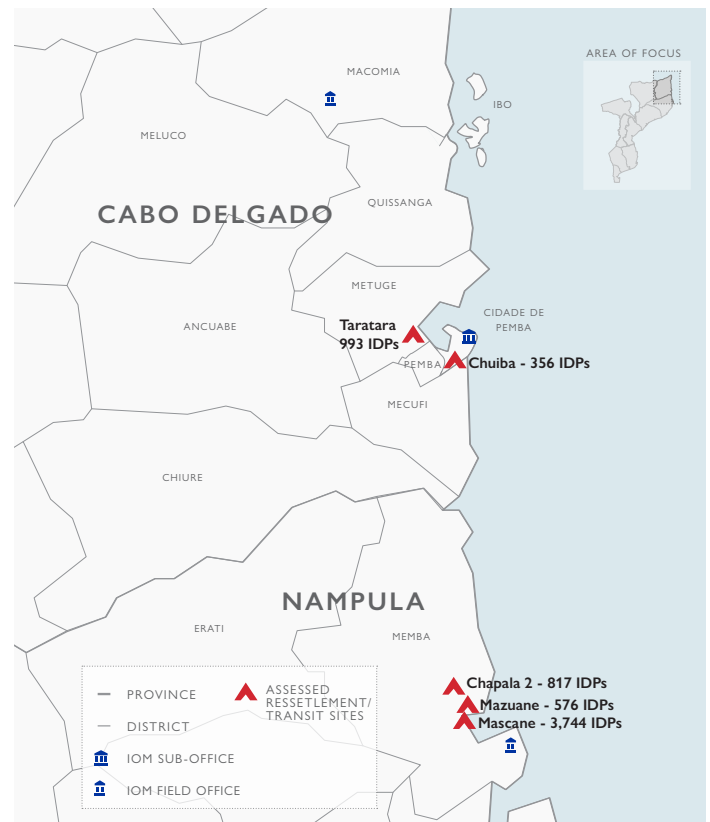 AREA OF FOCUS
MACOMIA
IBO
MELUCO
QUISSANGA
CABO DELGADO
METUGE
CIDADE DE
PEMBA
ANCUABE
Taratara
993 IDPs
PEMBA
Chuiba - 356 IDPs
MECUFI
CHIURE
NAMPULA
ERATI
MEMBA
Chapala 2 - 817 IDPs
Mazuane - 576 IDPs
Mascane - 3,744 IDPs
PROVINCE
DISTRICT
IOM SUB-OFFICE
IOM FIELD OFFICE
ASSESSED
RESSETLEMENT/
TRANSIT SITES